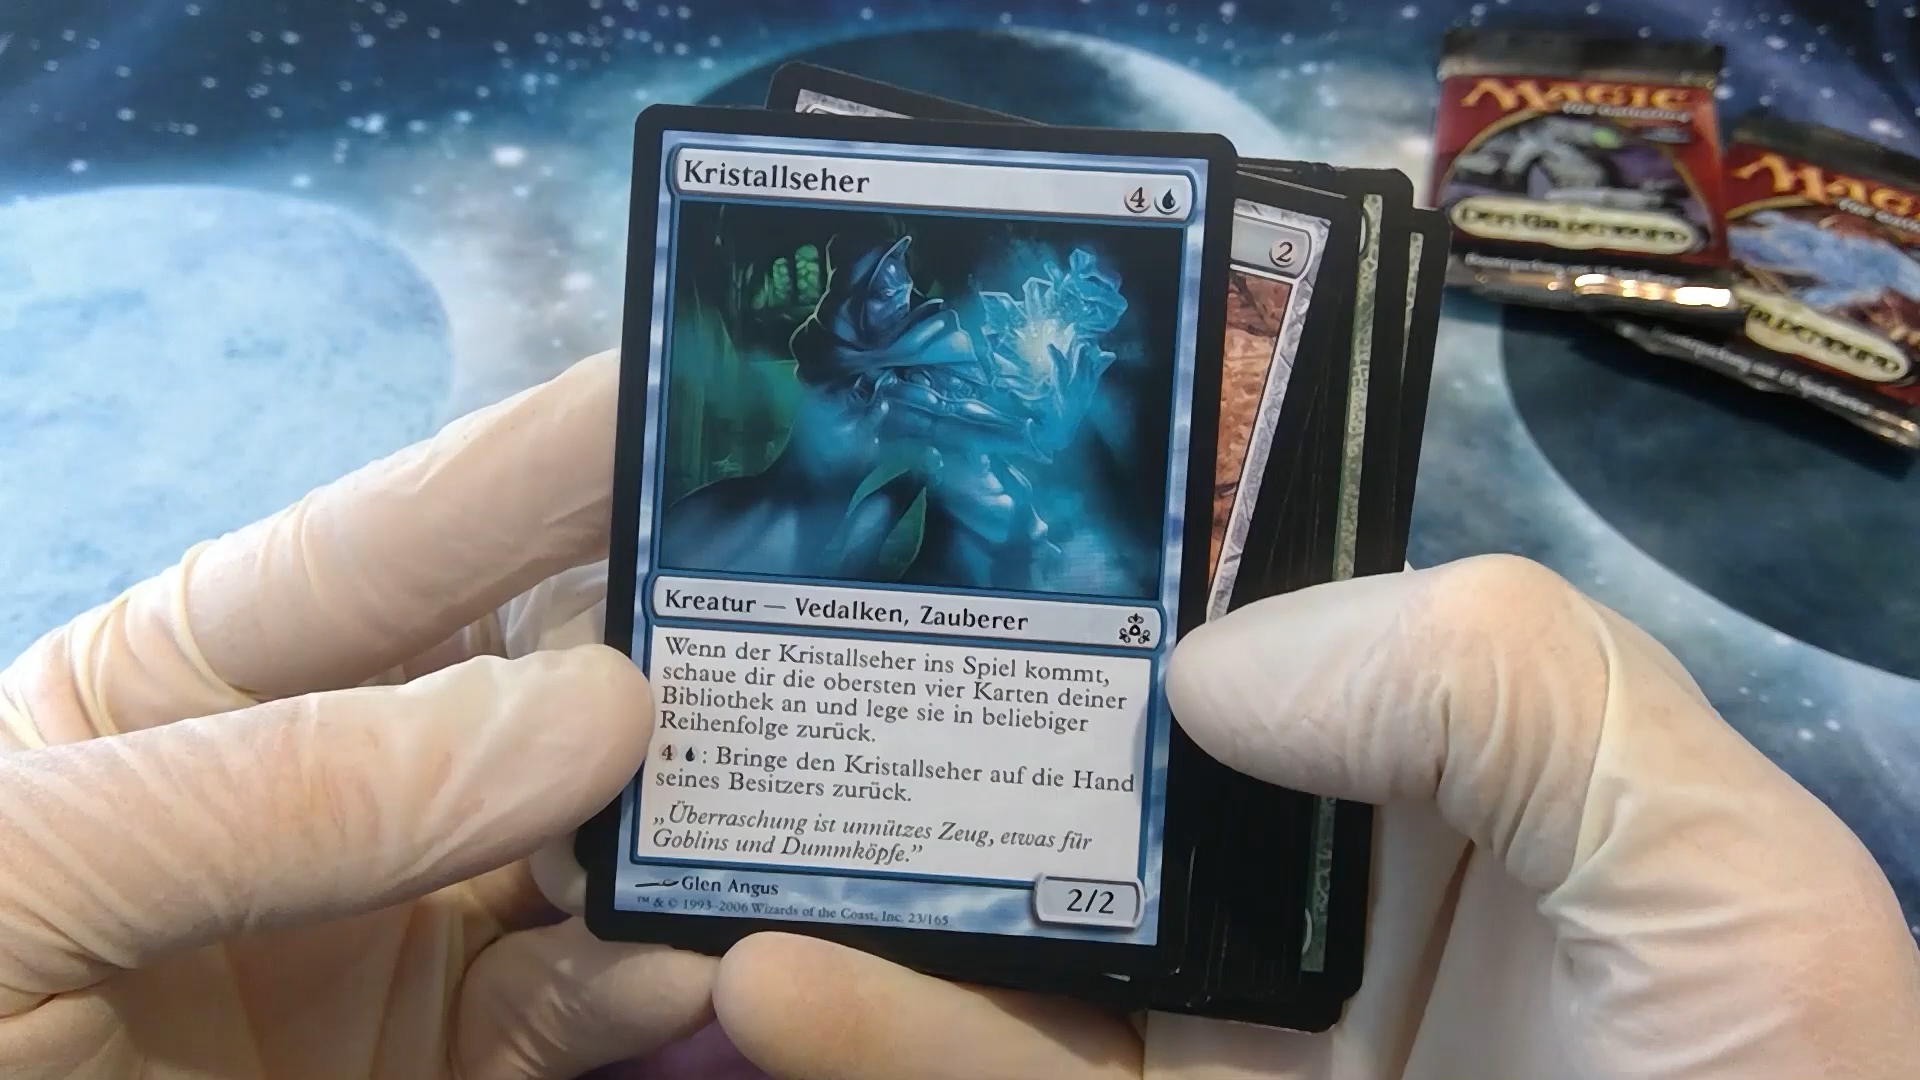 Kristallseher
4
Kreatur — Vedalken, Zauberer
Wenn der Kristallseher ins Spiel kommt,
schaue dir die obersten vier Karten deiner
Bibliothek an und lege sie in beliebiger
Reihenfolge zurück.
4 : Bringe den Kristallseher auf die Hand
seines Besitzers zurück.
„Überraschung ist unnützes Zeug, etwas für
Goblins und Dummköpfe.”
Glen Angus
™ & © 1993–2006 Wizards of the Coast, Inc. 23/165
2/2
2
Magic
Magic